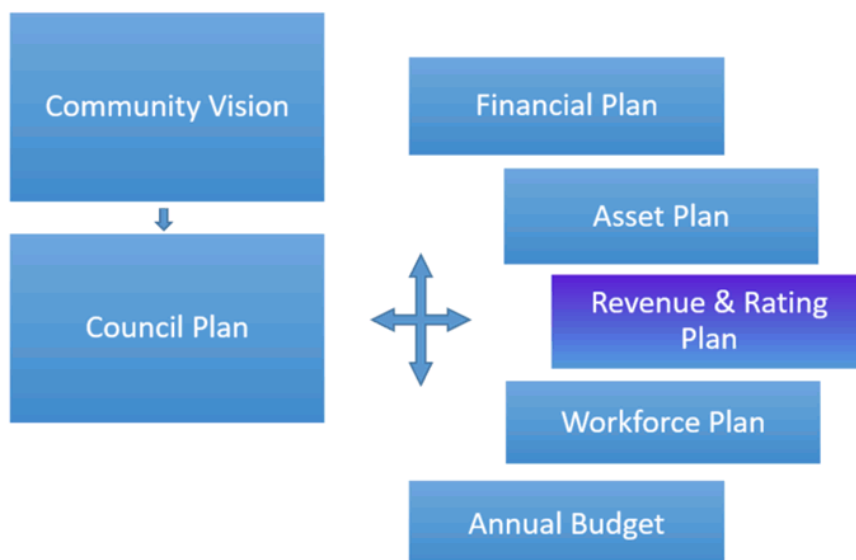 Community Vision
Council Plan
Financial Plan
Asset Plan
Revenue & Rating
Plan
Workforce Plan
Annual Budget